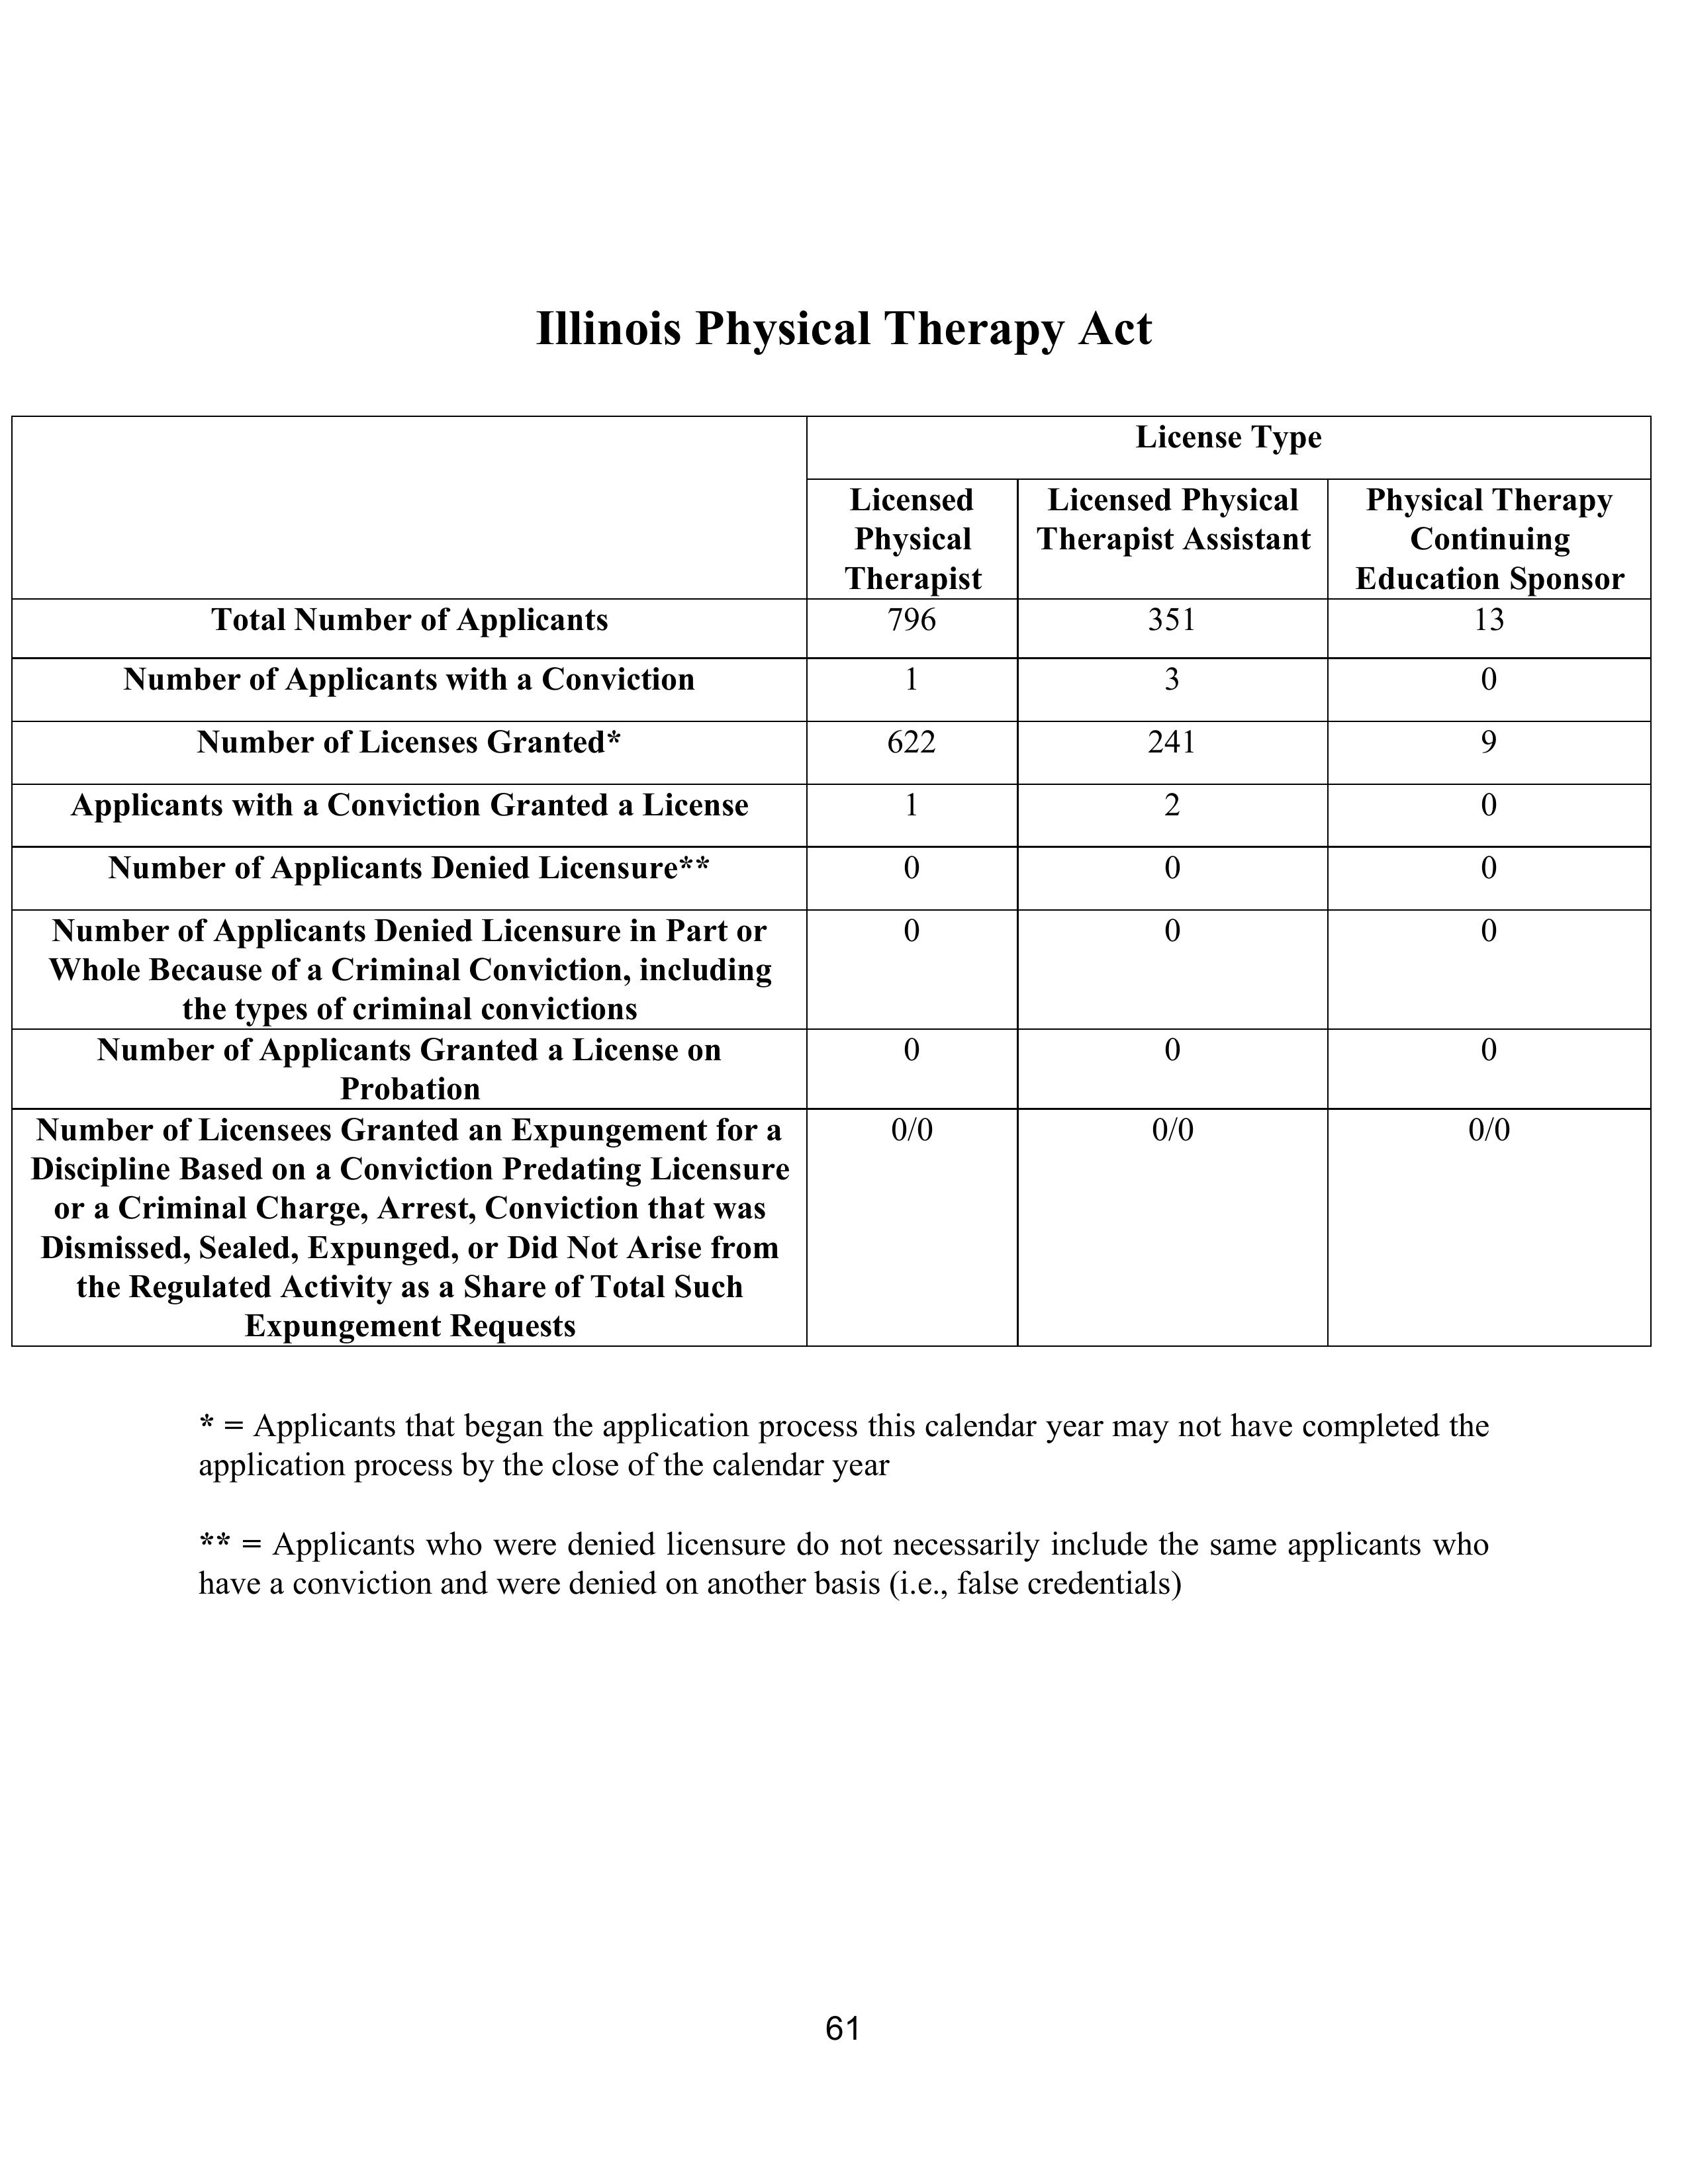 Illinois Physical Therapy Act
License Type
Licensed
Physical
Therapist
Licensed Physical
Therapist Assistant
Physical Therapy
Continuing
Education Sponsor
Total Number of Applicants 796 351 13
Number of Applicants with a Conviction 1 3 0
Number of Licenses Granted* 622 241 9
Applicants with a Conviction Granted a License 1 2 0
Number of Applicants Denied Licensure** 0 0 0
Number of Applicants Denied Licensure in Part or 0 0 0
Whole Because of a Criminal Conviction, including
the types of criminal convictions
Number of Applicants Granted a License on 0 0 0
Probation
Number of Licensees Granted an Expungement for a 0/0 0/0 0/0
Discipline Based on a Conviction Predating Licensure
or a Criminal Charge, Arrest, Conviction that was
Dismissed, Sealed, Expunged, or Did Not Arise from
the Regulated Activity as a Share of Total Such
Expungement Requests
* = Applicants that began the application process this calendar year may not have completed the
application process by the close of the calendar year
** = Applicants who were denied licensure do not necessarily include the same applicants who
have a conviction and were denied on another basis (i.e., false credentials)
61